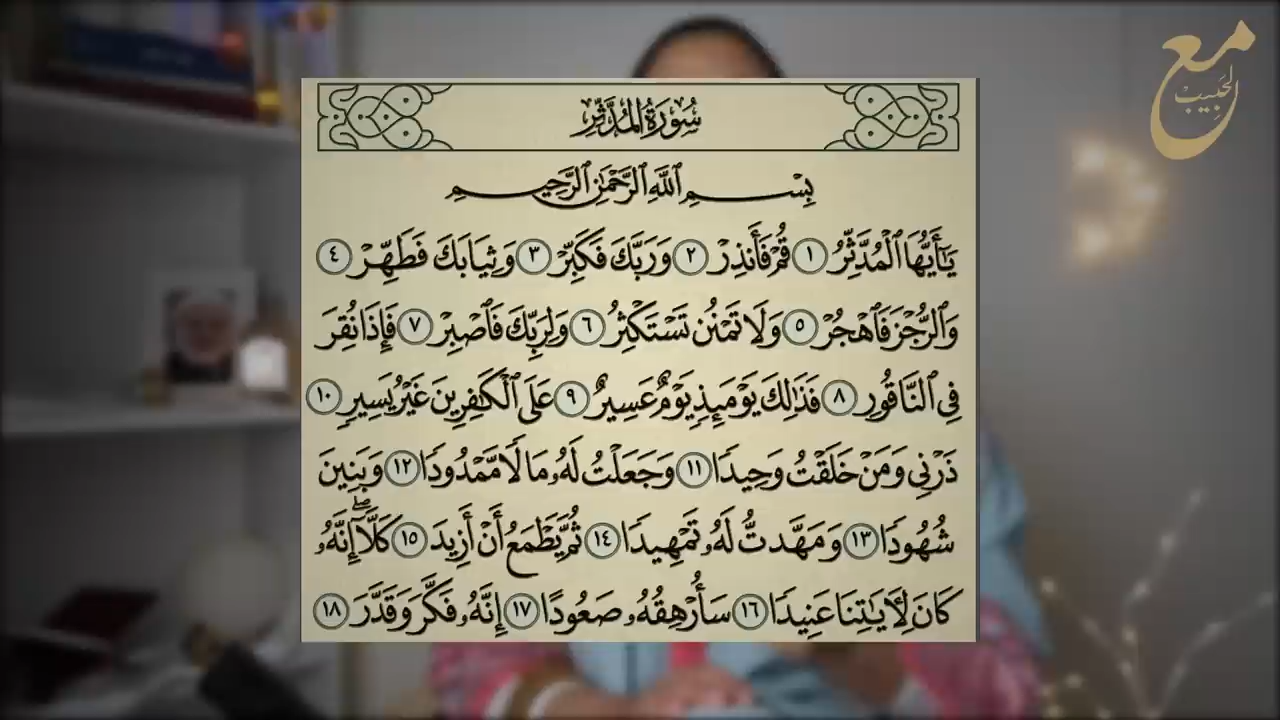 سُورَةُ المُدَّثِّرِ
بِسْمِ ٱللَّهِ ٱلرَّحْمَٰنِ ٱلرَّحِيمِ
يَٰٓأَيُّهَا ٱلْمُدَّثِّرُ ١ قُمْ فَأَنذِرْ ٢ وَرَبَّكَ فَكَبِّرْ ٣ وَثِيَابَكَ فَطَهِّرْ ٤
وَٱلرُّجْزَ فَٱهْجُرْ ٥ وَلَا تَمْنُن تَسْتَكْثِرُ ٦ وَلِرَبِّكَ فَٱصْبِرْ ٧ فَإِذَا نُقِرَ
فِي ٱلنَّاقُورِ ٨ فَذَٰلِكَ يَوْمَئِذٍ يَوْمٌ عَسِيرٌ ٩ عَلَى ٱلْكَٰفِرِينَ غَيْرُ يَسِيرٍ ١٠
ذَرْنِي وَمَنْ خَلَقْتُ وَحِيدًا ١١ وَجَعَلْتُ لَهُۥ مَالًا مَّمْدُودًا ١٢ وَبَنِينَ
شُهُودًا ١٣ وَمَهَّدتُّ لَهُۥ تَمْهِيدًا ١٤ ثُمَّ يَطْمَعُ أَنْ أَزِيدَ ١٥ كَلَّآ ۖ إِنَّهُۥ
كَانَ لِءَايَٰتِنَا عَنِيدًا ١٦ سَأُرْهِقُهُۥ صَعُودًا ١٧ إِنَّهُۥ فَكَّرَ وَقَدَّرَ ١٨
مع
الحبيب